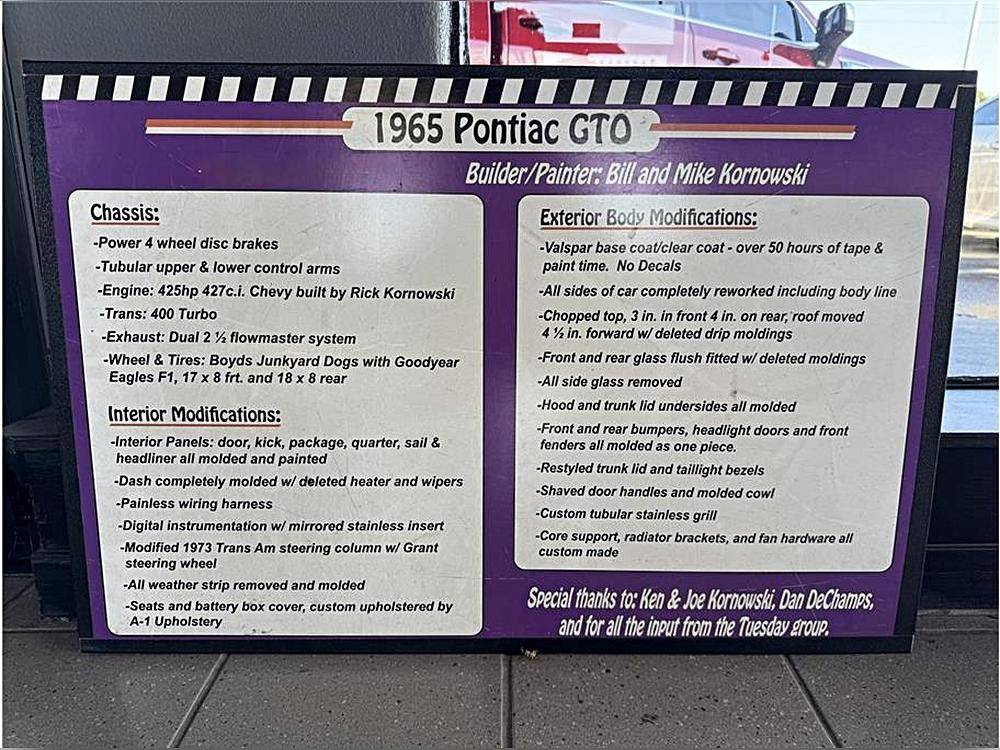 1965 Pontiac GTO
Builder/Painter: Bill and Mike Kornowski
Chassis:
-Power 4 wheel disc brakes
-Tubular upper & lower control arms
-Engine: 425hp 427c.i. Chevy built by Rick Kornowski
-Trans: 400 Turbo
-Exhaust: Dual 2 ½ flowmaster system
-Wheel & Tires: Boyds Junkyard Dogs with Goodyear
Eagles F1, 17 x 8 frt. and 18 x 8 rear
Interior Modifications:
-Interior Panels: door, kick, package, quarter, sail &
headliner all molded and painted
-Dash completely molded w/ deleted heater and wipers
-Painless wiring harness
-Digital instrumentation w/ mirrored stainless insert
-Modified 1973 Trans Am steering column w/ Grant
steering wheel
-All weather strip removed and molded
-Seats and battery box cover, custom upholstered by
A-1 Upholstery
Exterior Body Modifications:
-Valspar base coat/clear coat - over 50 hours of tape &
paint time. No Decals
-All sides of car completely reworked including body line
-Chopped top, 3 in. in front 4 in. on rear, roof moved
4 ½ in. forward w/ deleted drip moldings
-Front and rear glass flush fitted w/ deleted moldings
-All side glass removed
-Hood and trunk lid undersides all molded
-Front and rear bumpers, headlight doors and front
fenders all molded as one piece.
-Restyled trunk lid and taillight bezels
-Shaved door handles and molded cowl
-Custom tubular stainless grill
-Core support, radiator brackets, and fan hardware all
custom made
Special thanks to: Ken & Joe Kornowski, Dan DeChamps,
and for all the input from the Tuesday group.